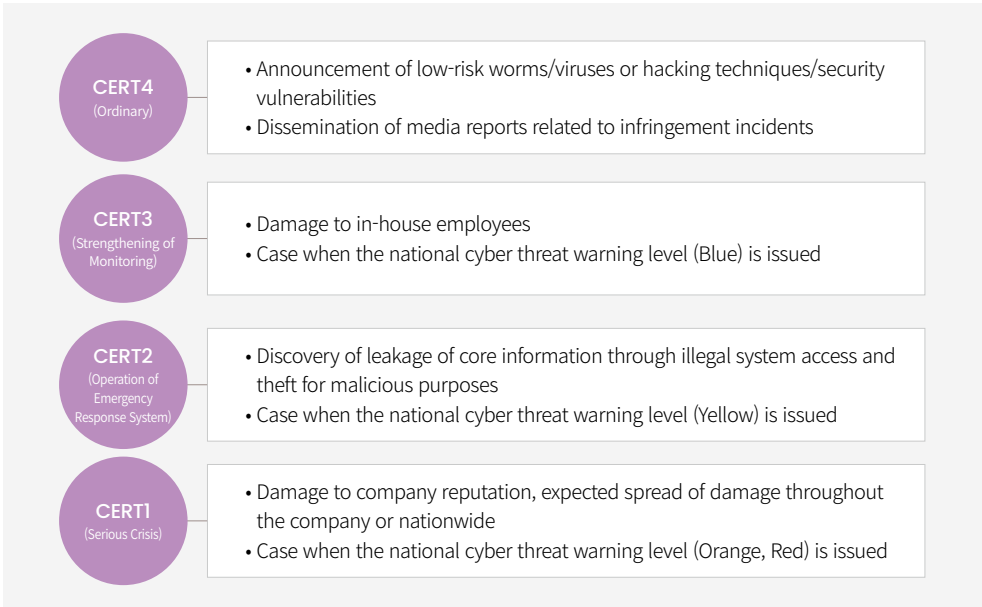 CERT4
(Ordinary)
• Announcement of low-risk worms/viruses or hacking techniques/security
vulnerabilities
• Dissemination of media reports related to infringement incidents
CERT3
(Strengthening of
Monitoring)
• Damage to in-house employees
• Case when the national cyber threat warning level (Blue) is issued
CERT2
(Operation of
Emergency
Response System)
• Discovery of leakage of core information through illegal system access and
theft for malicious purposes
• Case when the national cyber threat warning level (Yellow) is issued
CERT1
(Serious Crisis)
• Damage to company reputation, expected spread of damage throughout
the company or nationwide
• Case when the national cyber threat warning level (Orange, Red) is issued